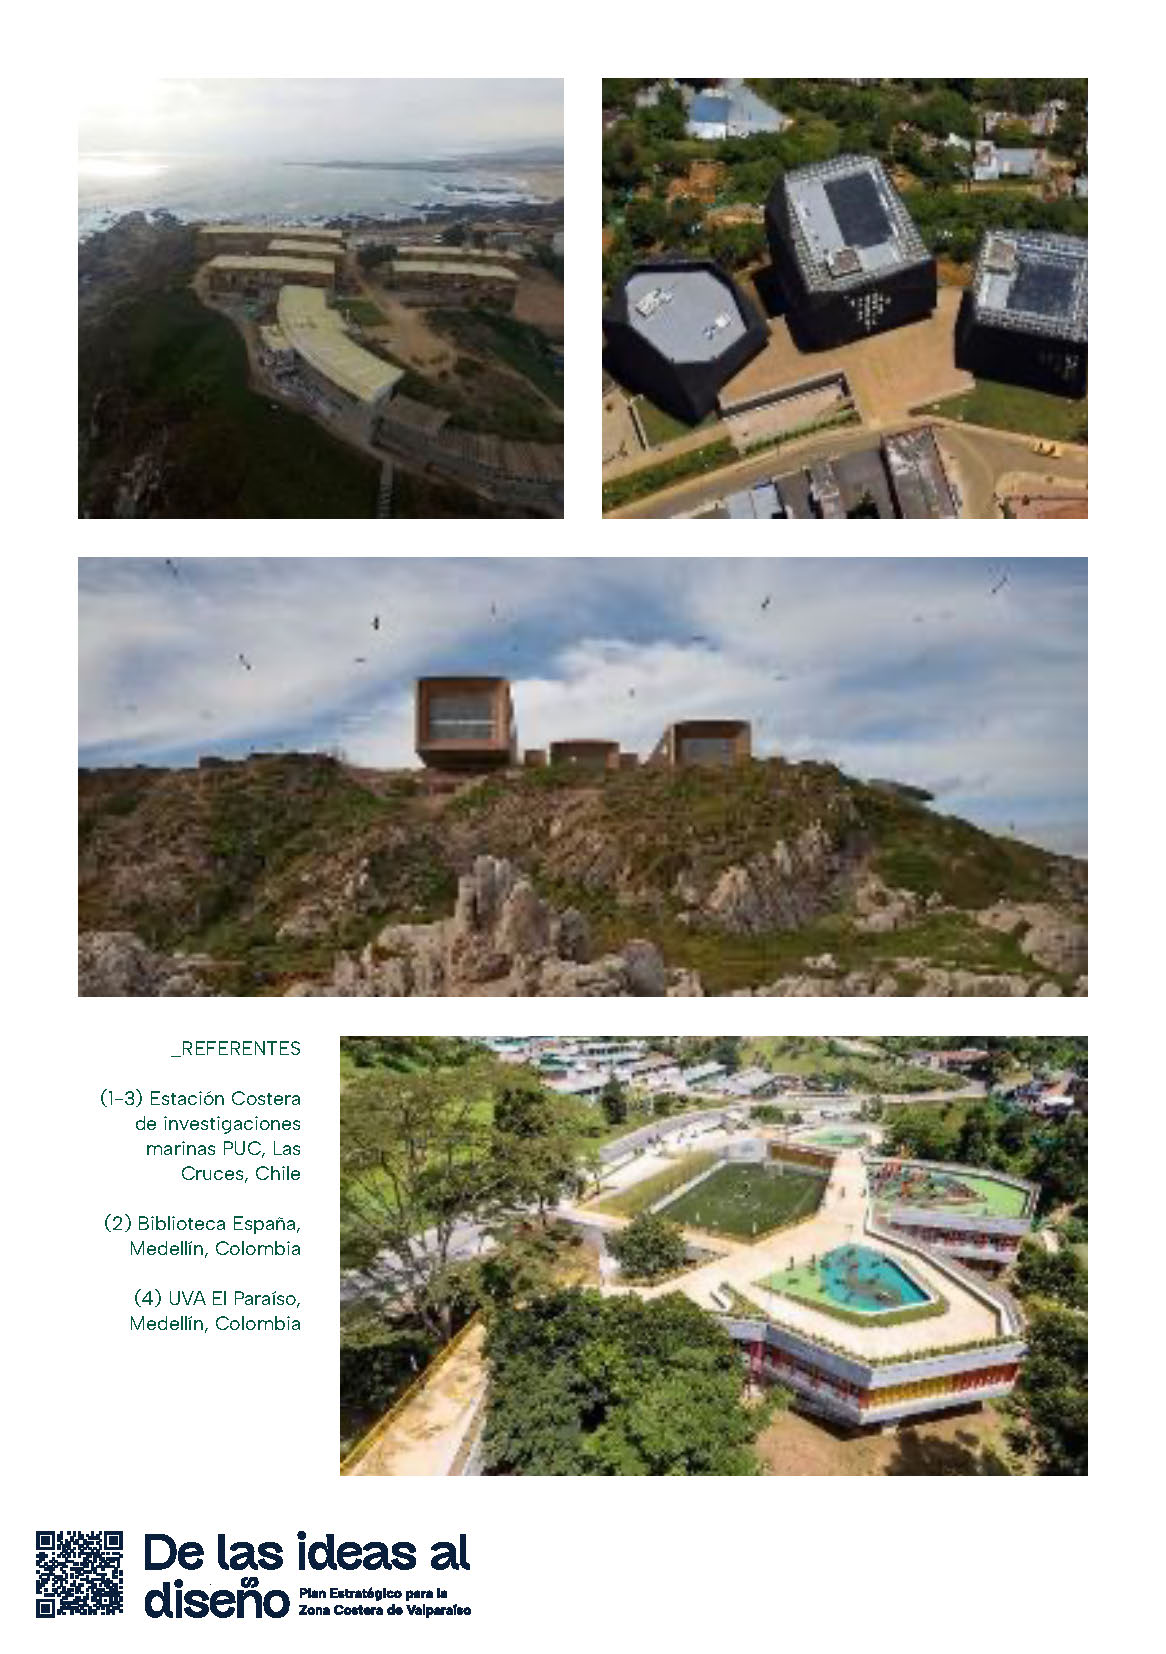 _REFERENTES
(1-3) Estación Costera
de investigaciones
marinas PUC, Las
Cruces, Chile
(2) Biblioteca España,
Medellín, Colombia
(4) UVA El Paraíso,
Medellín, Colombia
De las ideas al
diseño
Plan Estratégico para la
Zona Costera de Valparaíso